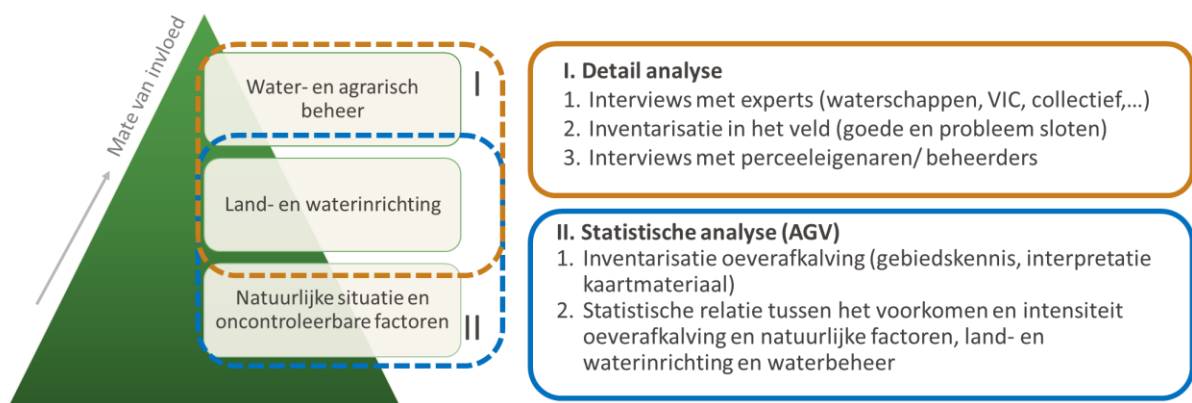 Mate van invloed
Water- en agrarisch
beheer
I
Land- en waterinrichting
Natuurlijke situatie en
oncontroleerbare factoren
II
I. Detail analyse
1. Interviews met experts (waterschappen, VIC, collectief,...)
2. Inventarisatie in het veld (goede en probleem sloten)
3. Interviews met perceeleigenaren/ beheerders
II. Statistische analyse (AGV)
1. Inventarisatie oeverafkalving (gebiedskennis, interpretatie
kaartmateriaal)
2. Statistische relatie tussen het voorkomen en intensiteit
oeverafkalving en natuurlijke factoren, land- en
waterinrichting en waterbeheer